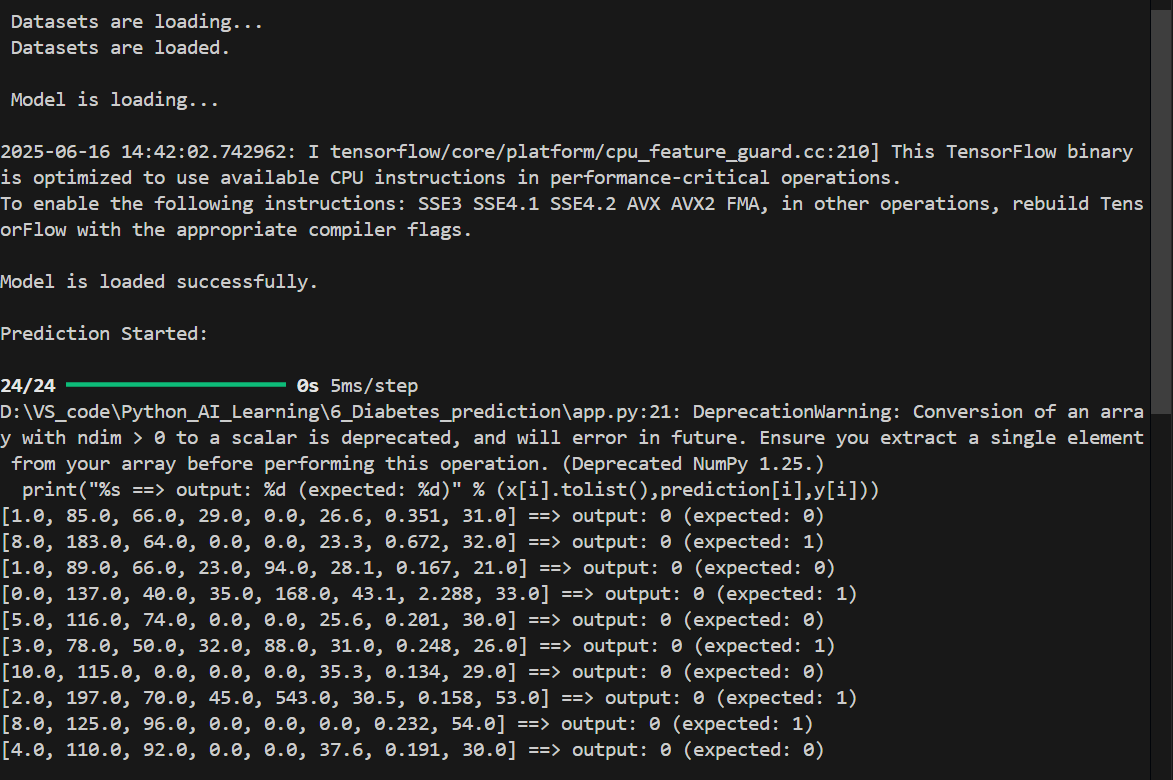 Datasets are loading...
Datasets are loaded.
Model is loading...
2025-06-16 14:42:02.742962: I tensorflow/core/platform/cpu_feature_guard.cc:210] This TensorFlow binary
is optimized to use available CPU instructions in performance-critical operations.
To enable the following instructions: SSE3 SSE4.1 SSE4.2 AVX AVX2 FMA, in other operations, rebuild Tens
orFlow with the appropriate compiler flags.
Model is loaded successfully.
Prediction Started:
24/24 ━━━━━━━━━━━━━━━━━━━━ 0s 5ms/step
D:\VS_code\Python_AI_Learning\6_Diabetes_prediction\app.py:21: DeprecationWarning: Conversion of an arra
y with ndim > 0 to a scalar is deprecated, and will error in future. Ensure you extract a single element
 from your array before performing this operation. (Deprecated NumPy 1.25.)
  print("%s ==> output: %d (expected: %d)" % (x[i].tolist(),prediction[i],y[i]))
[1.0, 85.0, 66.0, 29.0, 0.0, 26.6, 0.351, 31.0] ==> output: 0 (expected: 0)
[8.0, 183.0, 64.0, 0.0, 0.0, 23.3, 0.672, 32.0] ==> output: 0 (expected: 1)
[1.0, 89.0, 66.0, 23.0, 94.0, 28.1, 0.167, 21.0] ==> output: 0 (expected: 0)
[0.0, 137.0, 40.0, 35.0, 168.0, 43.1, 2.288, 33.0] ==> output: 0 (expected: 1)
[5.0, 116.0, 74.0, 0.0, 0.0, 25.6, 0.201, 30.0] ==> output: 0 (expected: 0)
[3.0, 78.0, 50.0, 32.0, 88.0, 31.0, 0.248, 26.0] ==> output: 0 (expected: 1)
[10.0, 115.0, 0.0, 0.0, 0.0, 35.3, 0.134, 29.0] ==> output: 0 (expected: 0)
[2.0, 197.0, 70.0, 45.0, 543.0, 30.5, 0.158, 53.0] ==> output: 0 (expected: 1)
[8.0, 125.0, 96.0, 0.0, 0.0, 0.0, 0.232, 54.0] ==> output: 0 (expected: 1)
[4.0, 110.0, 92.0, 0.0, 0.0, 37.6, 0.191, 30.0] ==> output: 0 (expected: 0)